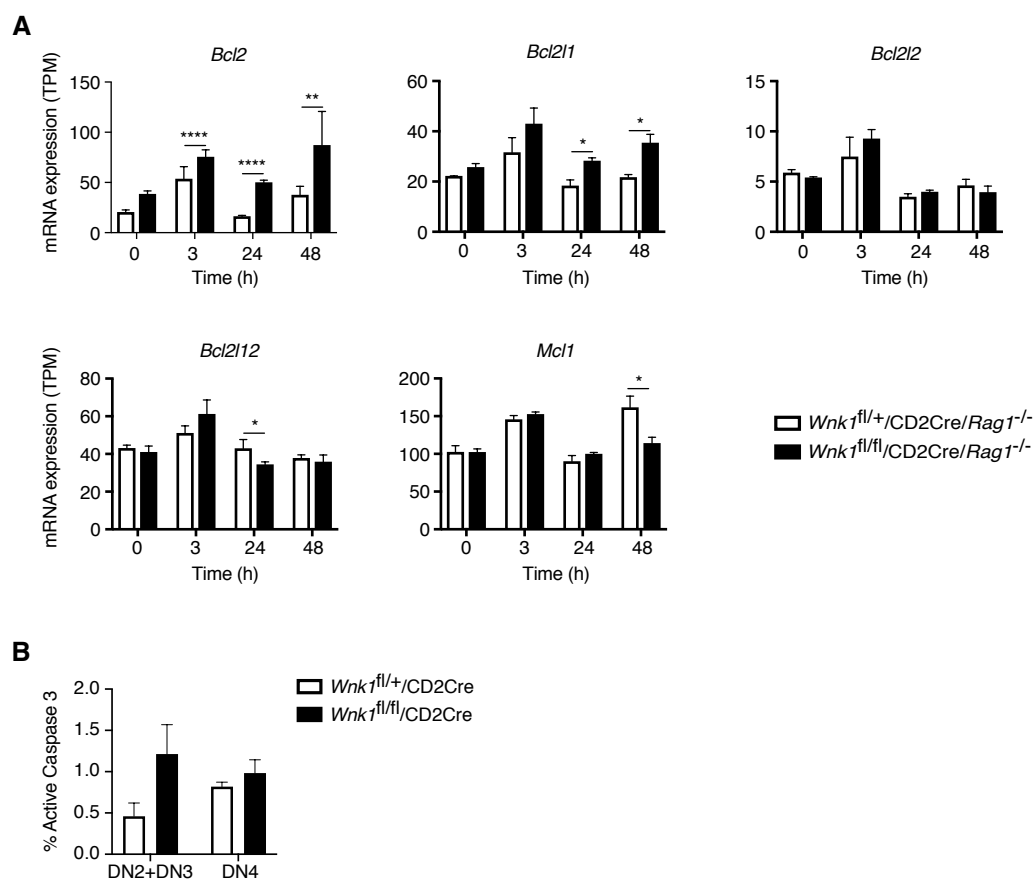 A
Bcl2
Bcl2l1
Bcl2l2
mRNA expression (TPM)
150
100
50
0
****
****
**
0 3 24 48
Time (h)
60
40
20
0
*
*
0 3 24 48
Time (h)
15
10
5
0
0 3 24 48
Time (h)
Bcl2l12
Mcl1
mRNA expression (TPM)
80
60
40
20
0
*
0 3 24 48
Time (h)
200
150
100
50
0
*
0 3 24 48
Time (h)
Wnk1fl/+/CD2Cre/Rag1-/-
Wnk1fl/fl/CD2Cre/Rag1-/-
B
% Active Caspase 3
2.0
1.5
1.0
0.5
0.0
DN2+DN3 DN4
Wnk1fl/+/CD2Cre
Wnk1fl/fl/CD2Cre